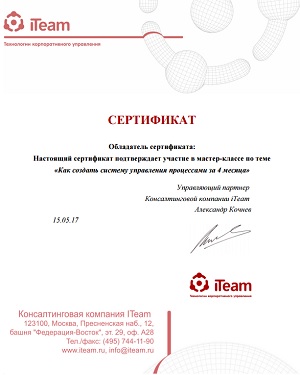 iTeam
Технологии корпоративного управления
СЕРТИФИКАТ
Обладатель сертификата:
Настоящий сертификат подтверждает участие в мастер-классе по теме
«Как создать систему управления процессами за 4 месяца»
Управляющий партнер
Консалтинговой компании iTeam
Александр Кочнев
15.05.17
iTeam
Технологии корпоративного управления
Консалтинговая компания ITeam
123100, Москва, Пресненская наб., 12,
башня "Федерация-Восток", эт. 29, оф. А28
Тел./факс: (495) 744-11-90
www.iteam.ru, info@iteam.ru